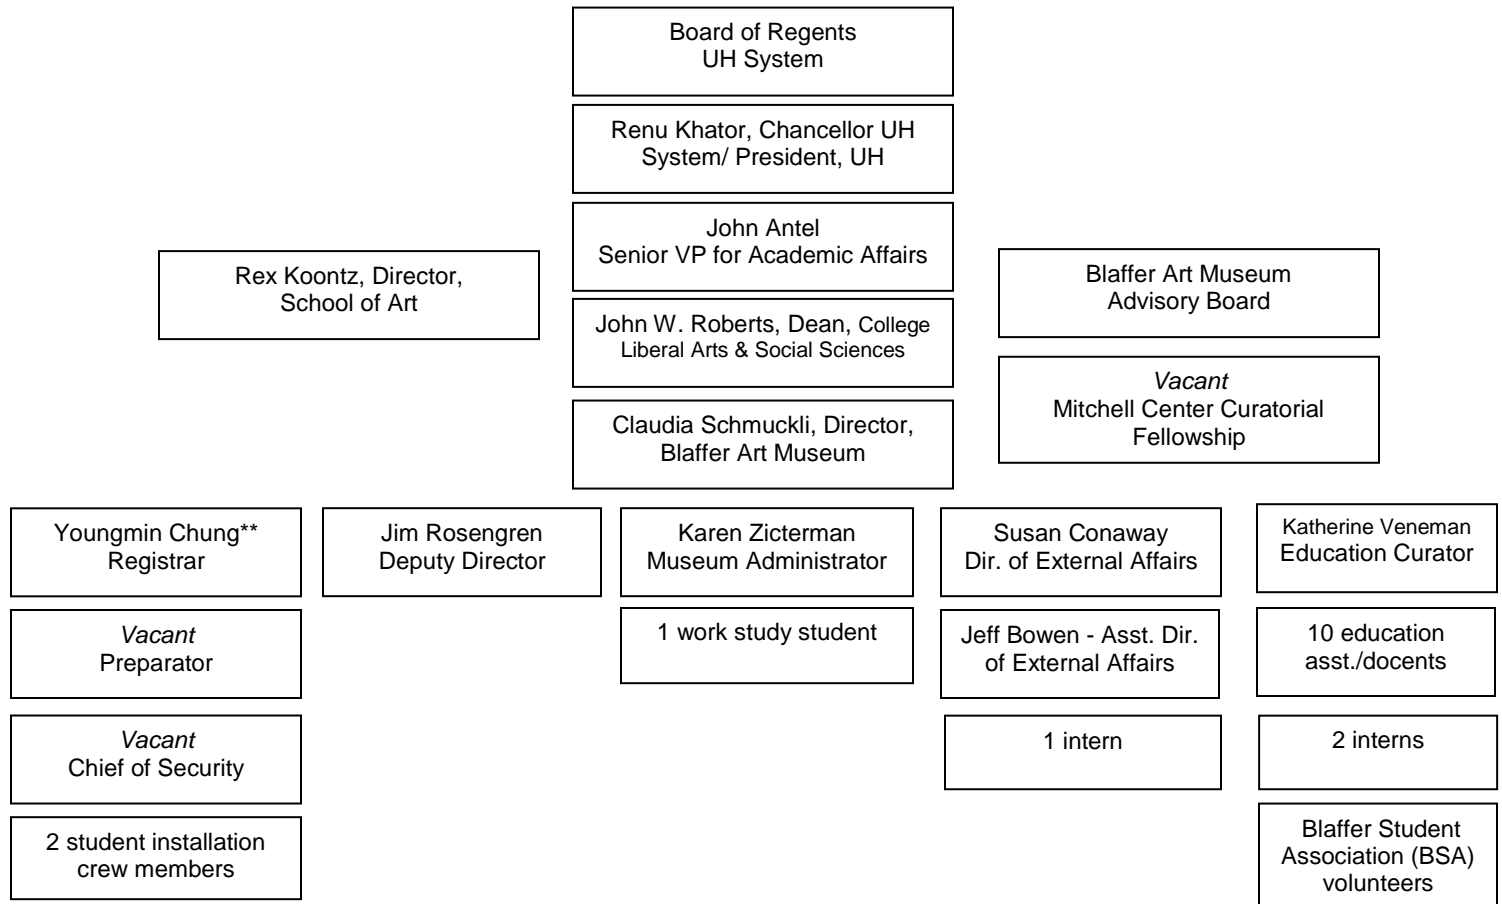 Board of Regents
UH System
Renu Khator, Chancellor UH
System/ President, UH
John Antel
Senior VP for Academic Affairs
Rex Koontz, Director,
School of Art
Blaffer Art Museum
Advisory Board
John W. Roberts, Dean, College
Liberal Arts & Social Sciences
Vacant
Mitchell Center Curatorial
Fellowship
Claudia Schmuckli, Director,
Blaffer Art Museum
Youngmin Chung**
Registrar
Jim Rosengren
Deputy Director
Karen Zicterman
Museum Administrator
Susan Conaway
Dir. of External Affairs
Katherine Veneman
Education Curator
Vacant
Preparator
1 work study student
Jeff Bowen - Asst. Dir.
of External Affairs
10 education
asst./docents
Vacant
Chief of Security
1 intern
2 interns
2 student installation
crew members
Blaffer Student
Association (BSA)
volunteers